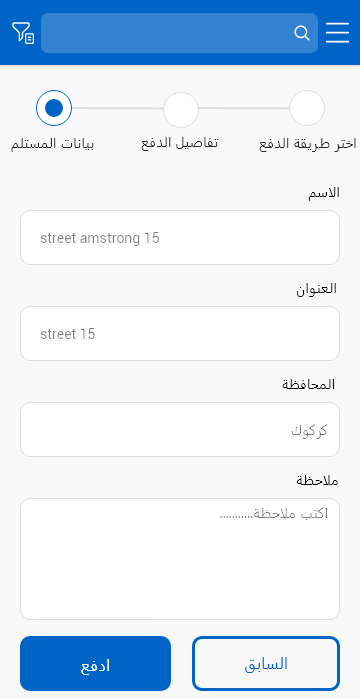 اختر طريقة الدفع
تفاصيل الدفع
بيانات المستلم
الاسم
street amstrong 15
العنوان
street 15
المحافظة
كركوك
ملاحظة
اكتب ملاحظة...........
السابق
ادفع